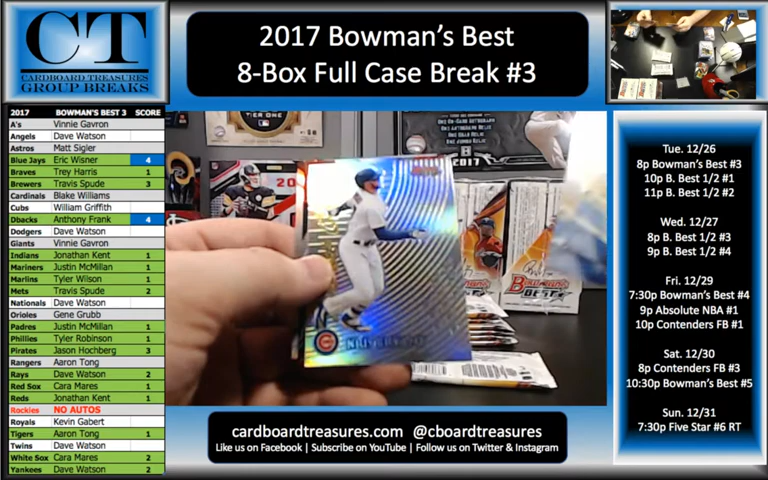 CT
CARDBOARD TREASURES
GROUP BREAKS
2017 Bowman's Best
8-Box Full Case Break #3
2017 BOWMAN'S BEST 3 SCORE
A's Vinnie Gavron
Angels Dave Watson
Astros Matt Sigler
Blue Jays Eric Wisner 4
Braves Trey Harris 1
Brewers Travis Spude 3
Cardinals Blake Williams
Cubs William Griffith
Dbacks Anthony Frank 4
Dodgers Dave Watson
Giants Vinnie Gavron
Indians Jonathan Kent 1
Mariners Justin McMillan 1
Marlins Tyler Wilson 1
Mets Travis Spude 2
Nationals Dave Watson
Orioles Gene Grubb
Padres Justin McMillan 1
Phillies Tyler Robinson 1
Pirates Jason Hochberg 3
Rangers Aaron Tong
Rays Dave Watson 2
Red Sox Cara Mares 1
Reds Jonathan Kent 1
Rockies NO AUTOS
Royals Kevin Gabert
Tigers Aaron Tong 1
Twins Dave Watson
White Sox Cara Mares 2
Yankees Dave Watson 2
TIER ONE
2017
20
BOWMAN'S
BEST
cardboardtreasures.com @cboardtreasures
Like us on Facebook | Subscribe on YouTube | Follow us on Twitter & Instagram
Tue. 12/26
8p Bowman's Best #3
10p B. Best 1/2 #1
11p B. Best 1/2 #2
Wed. 12/27
8p B. Best 1/2 #3
9p B. Best 1/2 #4
Fri. 12/29
7:30p Bowman's Best #4
9p Absolute NBA #1
10p Contenders FB #1
Sat. 12/30
8p Contenders FB #3
10:30p Bowman's Best #5
Sun. 12/31
7:30p Five Star #6 RT